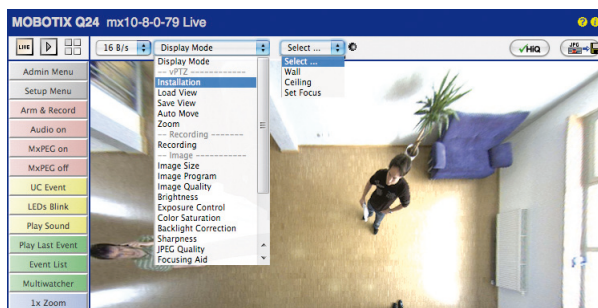 MOBOTIX Q24 mx10-8-0-79 Live
LIVE
16 B/s
Display Mode
Select ...
HiQ
JPG
Admin Menu
Setup Menu
Arm & Record
Audio on
MxPEG on
MxPEG off
UC Event
LEDs Blink
Play Sound
Play Last Event
Event List
Multiwatcher
1x Zoom
Display Mode
-- vPTZ ------------
Installation
Load View
Save View
Auto Move
Zoom
-- Recording -------
Recording
-- Image -----------
Image Size
Image Program
Image Quality
Brightness
Exposure Control
Color Saturation
Backlight Correction
Sharpness
JPEG Quality
Focusing Aid
Select ...
Wall
Ceiling
Set Focus